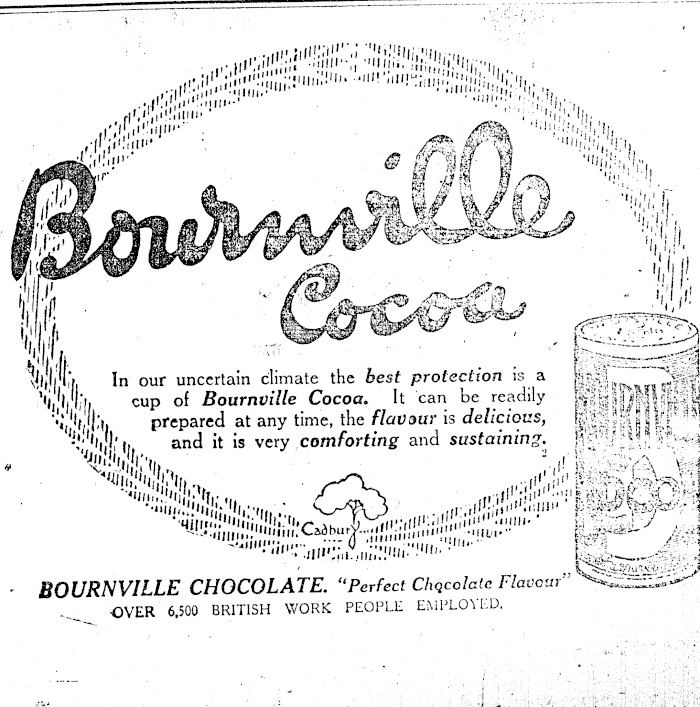 Bournville
Cocoa
In our uncertain climate the best protection is a
cup of Bournville Cocoa. It can be readily
prepared at any time, the flavour is delicious,
and it is very comforting and sustaining.
Cadbury
BOURNVILLE CHOCOLATE. "Perfect Chocolate Flavour"
OVER 6,500 BRITISH WORK PEOPLE EMPLOYED.